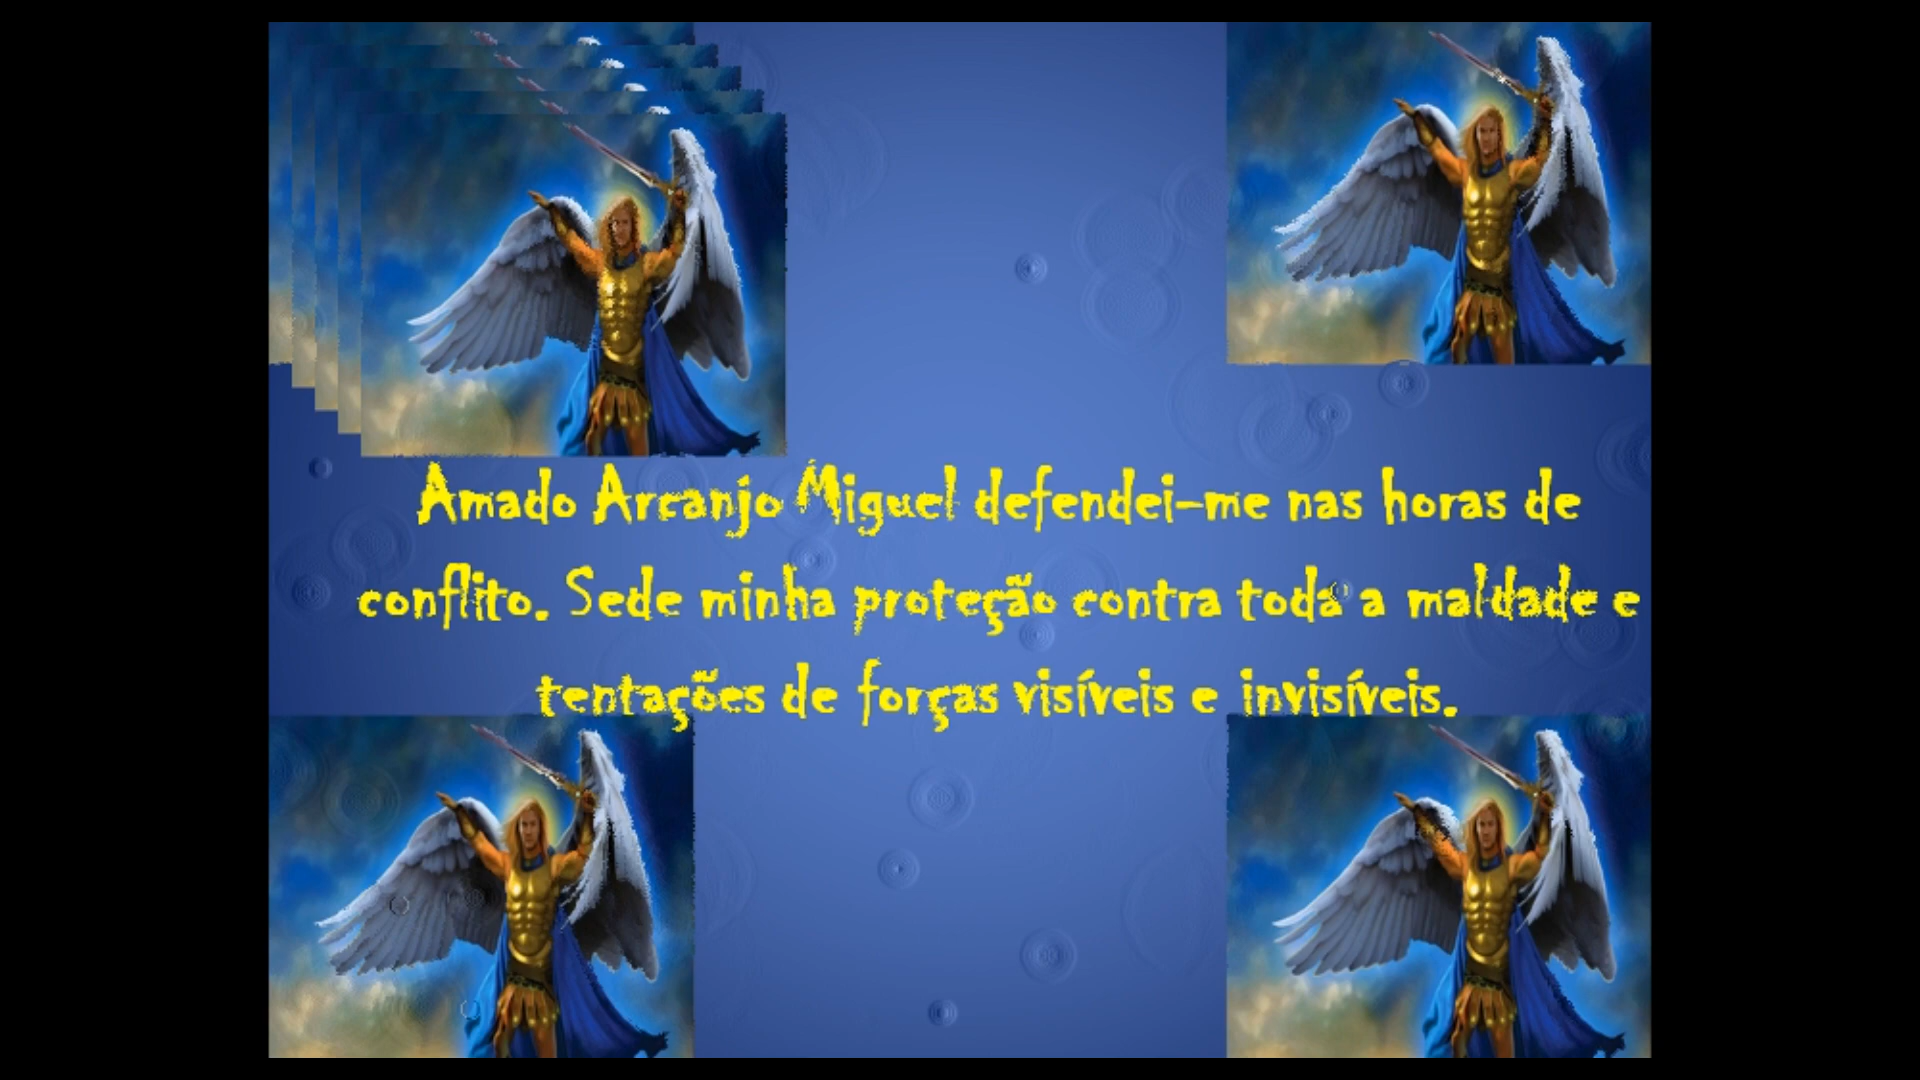 Amado Arcanjo Miguel defendei-me nas horas de
conflito. Sede minha proteção contra toda a maldade e
tentações de forças visíveis e invisíveis.